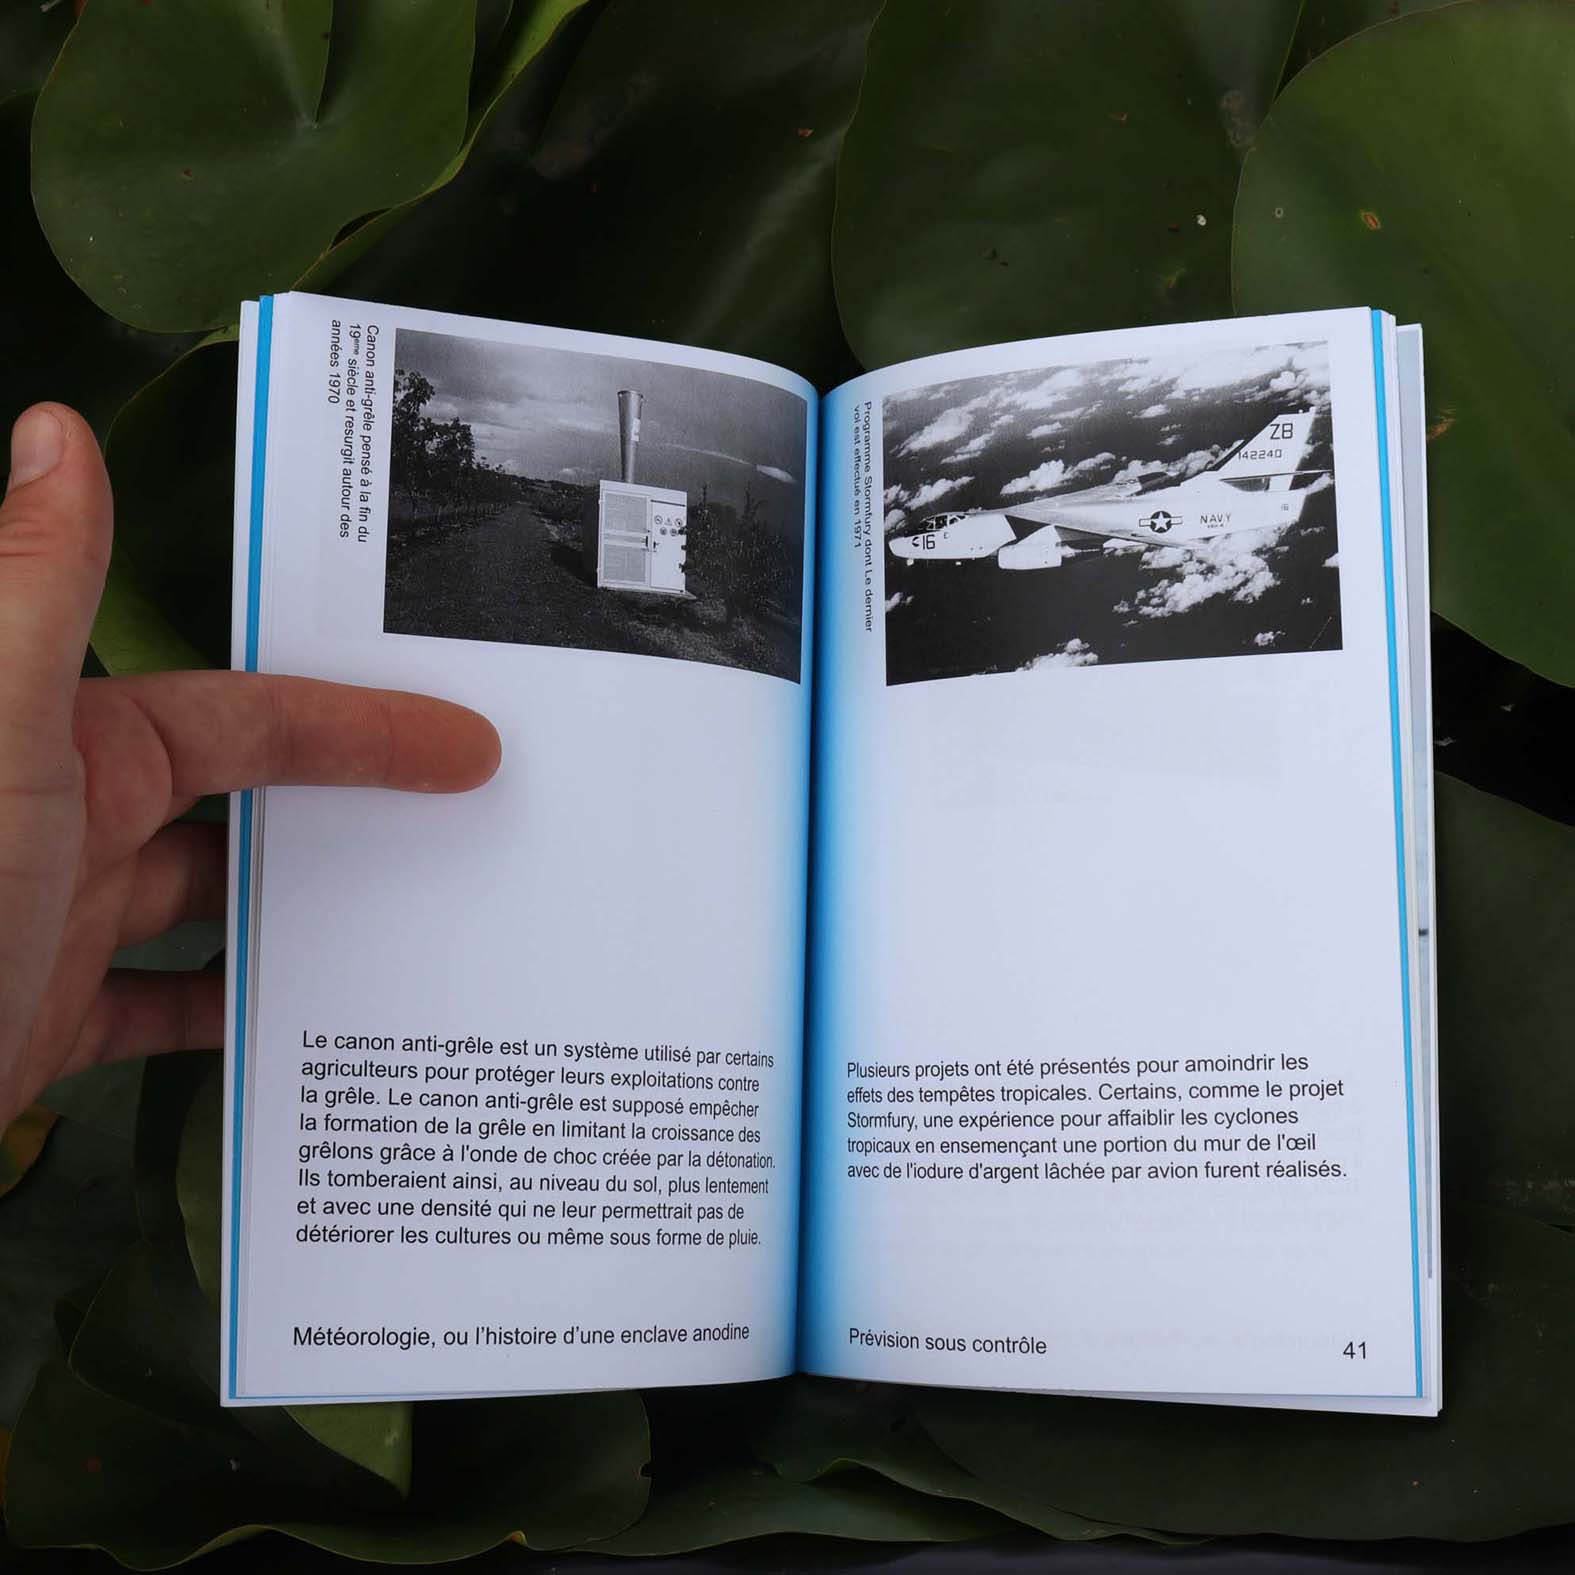 Canon anti-grêle pensé à la fin du
19eme siècle et resurgit autour des
années 1970
Le canon anti-grêle est un système utilisé par certains
agriculteurs pour protéger leurs exploitations contre
la grêle. Le canon anti-grêle est supposé empêcher
la formation de la grêle en limitant la croissance des
grêlons grâce à l'onde de choc créée par la détonation.
Ils tomberaient ainsi, au niveau du sol, plus lentement
et avec une densité qui ne leur permettrait pas de
détériorer les cultures ou même sous forme de pluie.
Météorologie, ou l'histoire d'une enclave anodine
Programme Stormfury dont Le dernier
vol est effectué en 1971
ZB
142240
NAVY
16
16
Plusieurs projets ont été présentés pour amoindrir les
effets des tempêtes tropicales. Certains, comme le projet
Stormfury, une expérience pour affaiblir les cyclones
tropicaux en ensemençant une portion du mur de l'œil
avec de l'iodure d'argent lâchée par avion furent réalisés.
Prévision sous contrôle
41